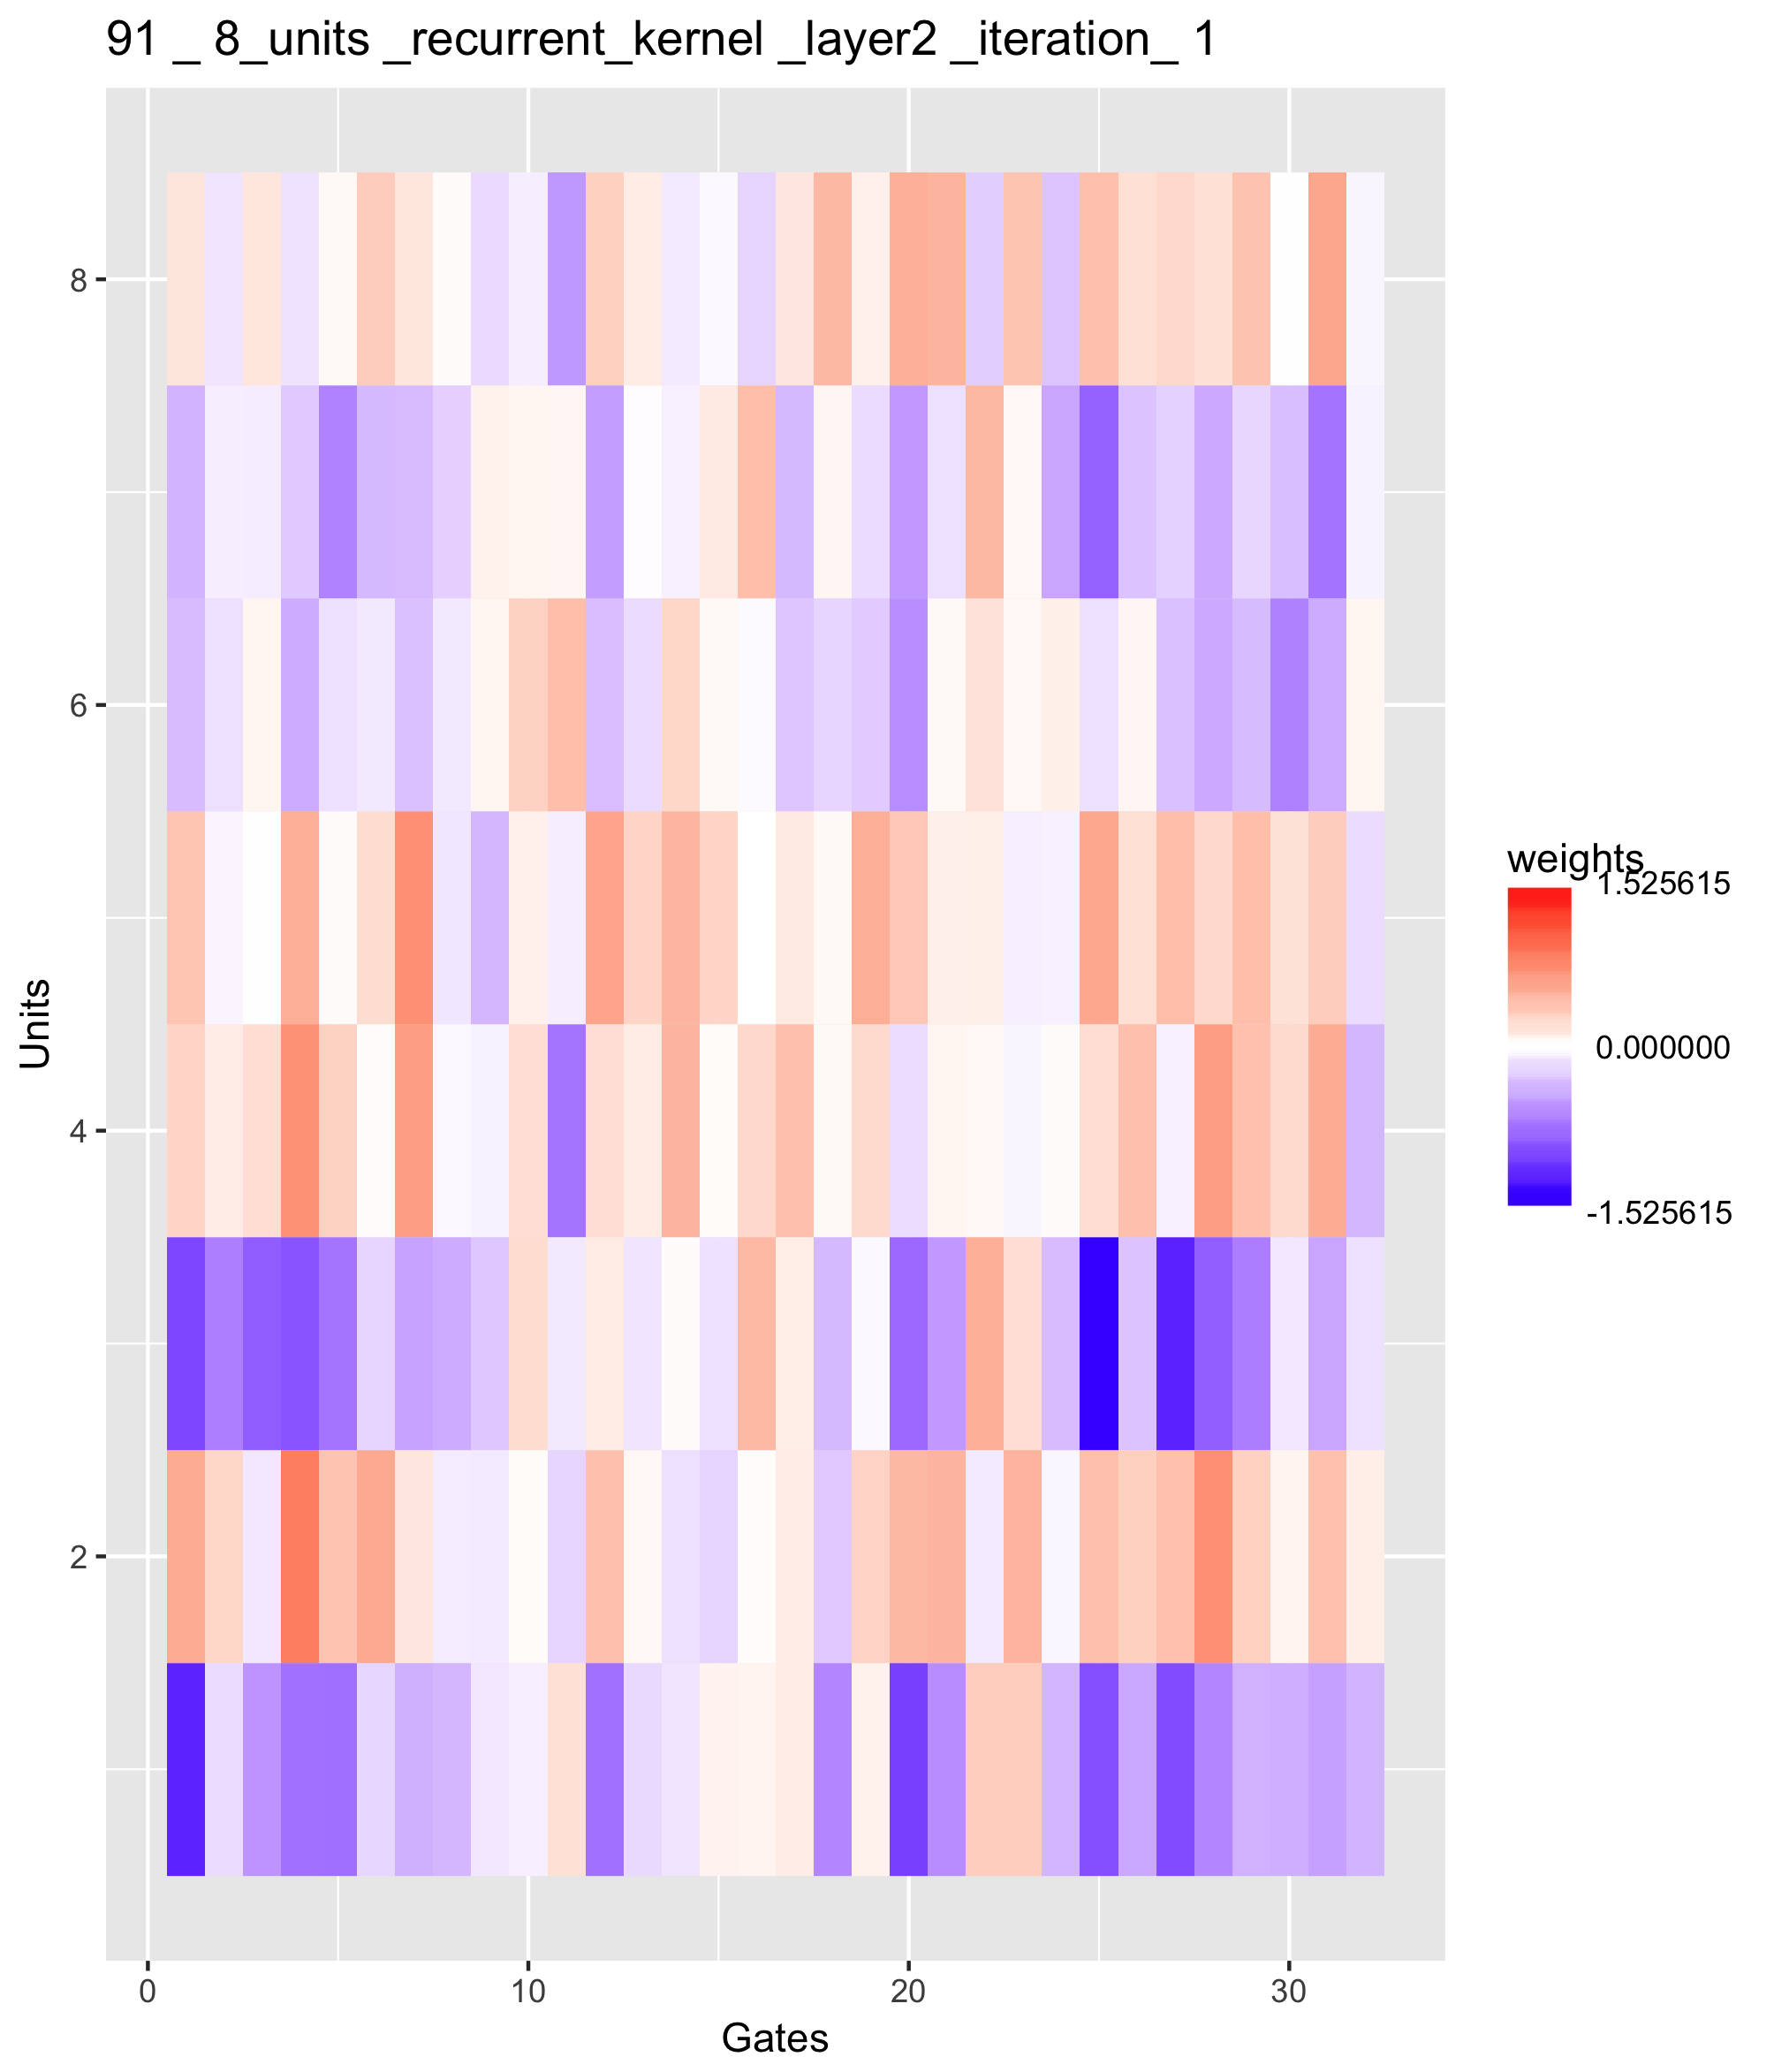 91 _ 8_units _recurrent_kernel _layer2 _iteration_ 1
8
6
4
2
Units
0 10 20 30
Gates
weights
1.525615
0.000000
-1.525615